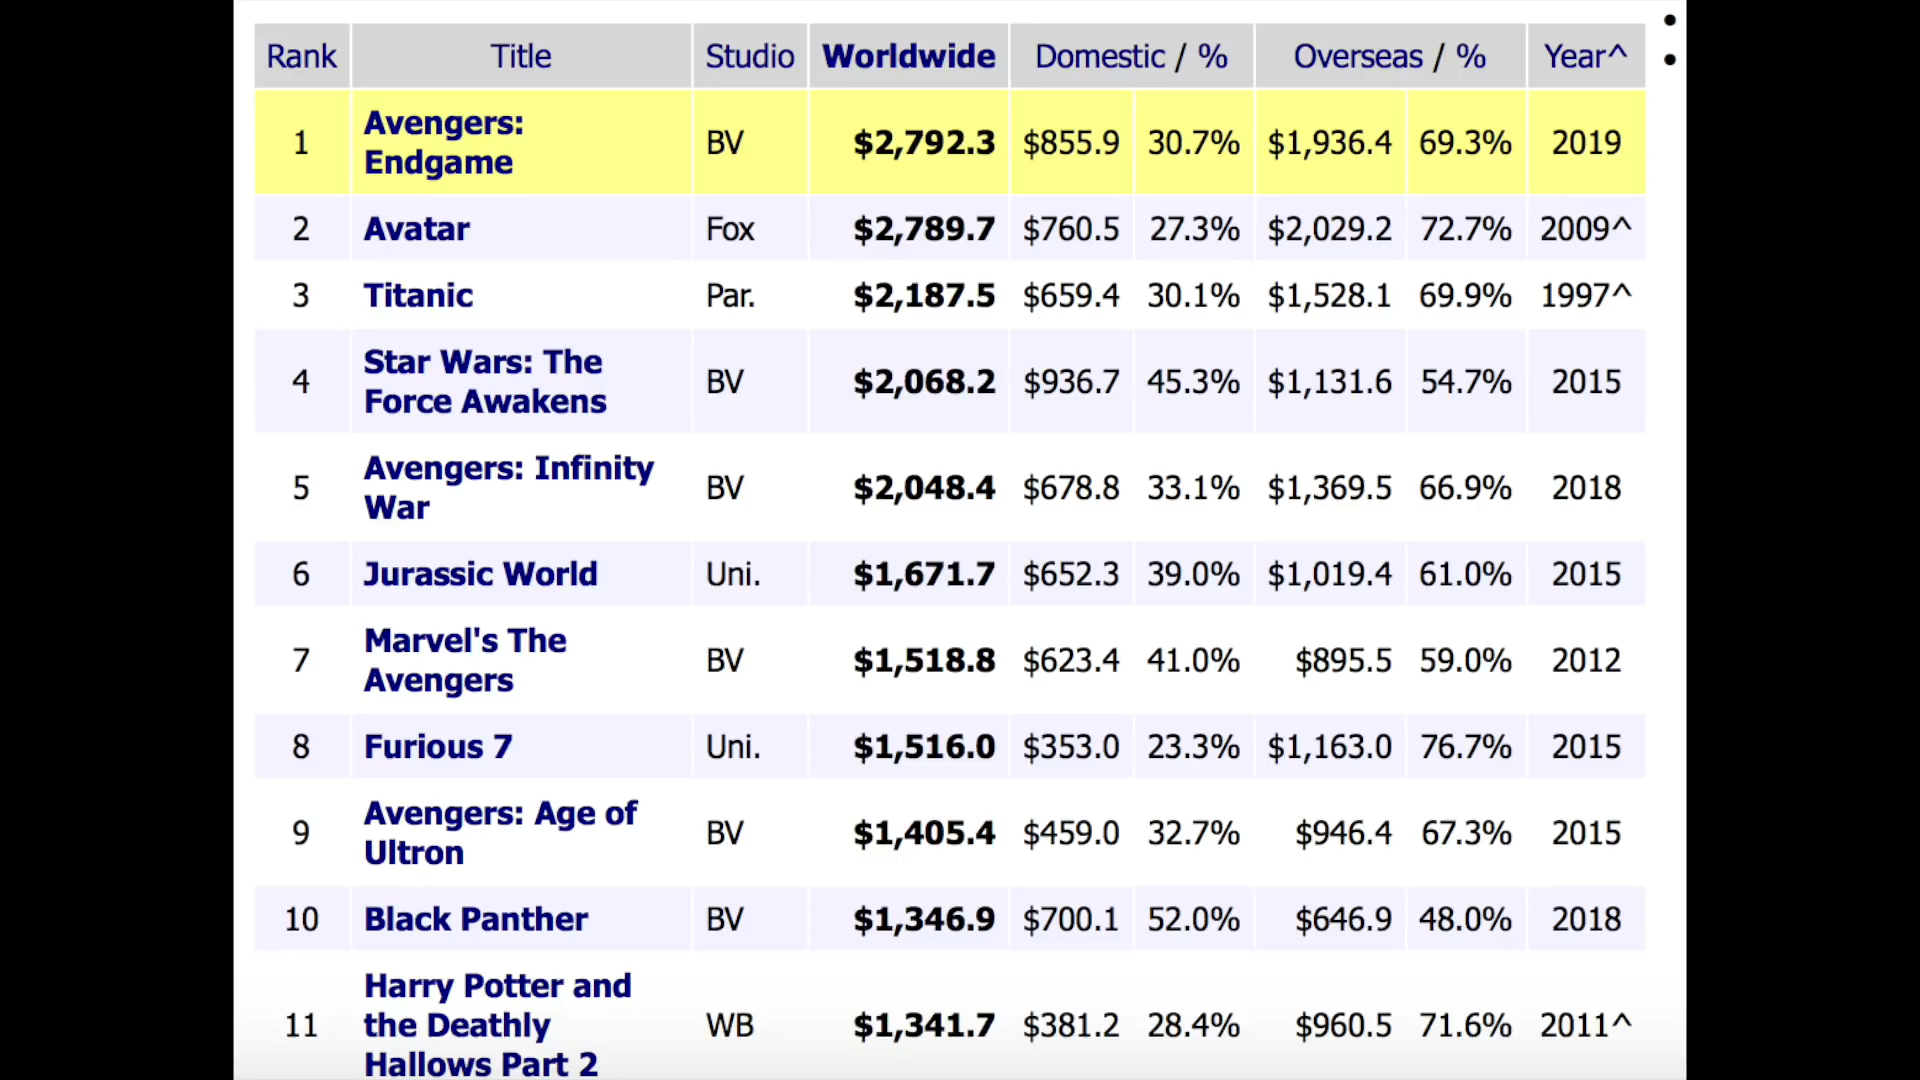 Rank Title Studio Worldwide Domestic / % Overseas / % Year^
1 Avengers: Endgame BV $2,792.3 $855.9 30.7% $1,936.4 69.3% 2019
2 Avatar Fox $2,789.7 $760.5 27.3% $2,029.2 72.7% 2009^
3 Titanic Par. $2,187.5 $659.4 30.1% $1,528.1 69.9% 1997^
4 Star Wars: The Force Awakens BV $2,068.2 $936.7 45.3% $1,131.6 54.7% 2015
5 Avengers: Infinity War BV $2,048.4 $678.8 33.1% $1,369.5 66.9% 2018
6 Jurassic World Uni. $1,671.7 $652.3 39.0% $1,019.4 61.0% 2015
7 Marvel's The Avengers BV $1,518.8 $623.4 41.0% $895.5 59.0% 2012
8 Furious 7 Uni. $1,516.0 $353.0 23.3% $1,163.0 76.7% 2015
9 Avengers: Age of Ultron BV $1,405.4 $459.0 32.7% $946.4 67.3% 2015
10 Black Panther BV $1,346.9 $700.1 52.0% $646.9 48.0% 2018
11 Harry Potter and the Deathly Hallows Part 2 WB $1,341.7 $381.2 28.4% $960.5 71.6% 2011^